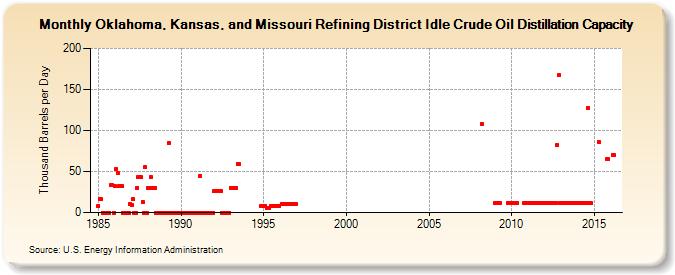 Monthly Oklahoma, Kansas, and Missouri Refining District Idle Crude Oil Distillation Capacity
Thousand Barrels per Day
200
150
100
50
0
1985 1990 1995 2000 2005 2010 2015
Source: U.S. Energy Information Administration